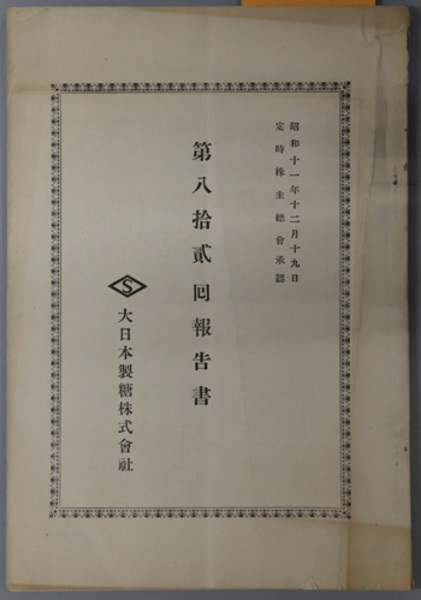 昭和十一年十二月十九日
定時株主總會承認
第八拾貳回報告書
S
大日本製糖株式會社